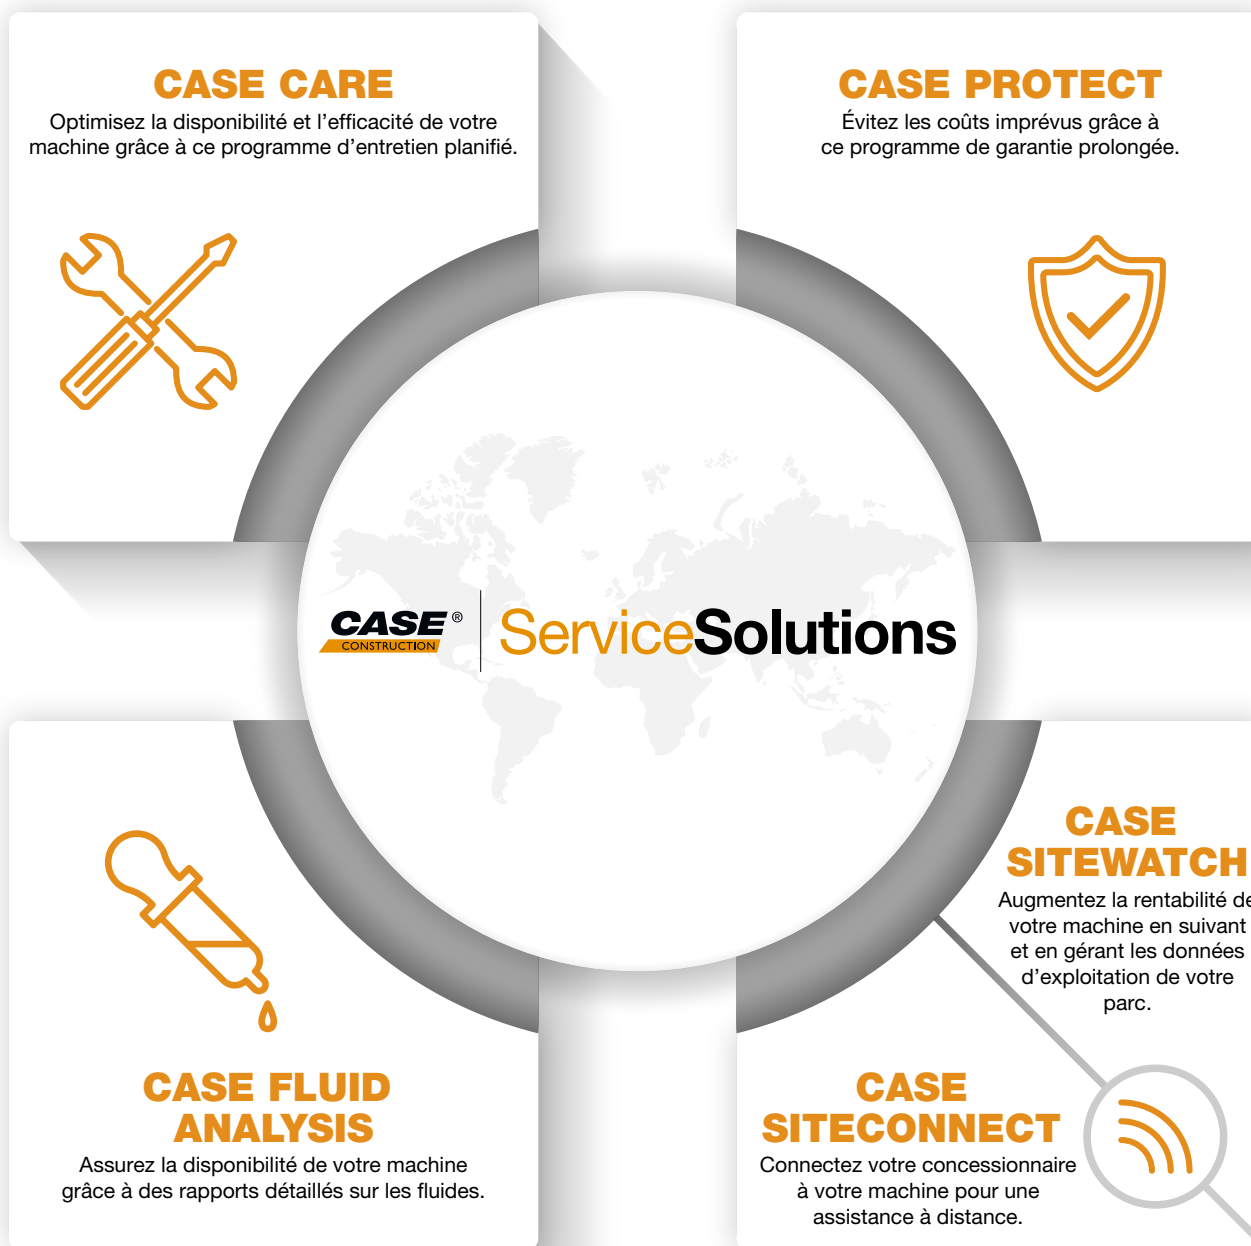 CASE CARE
Optimisez la disponibilité et l’efficacité de votre
machine grâce à ce programme d’entretien planifié.
CASE PROTECT
Évitez les coûts imprévus grâce à
ce programme de garantie prolongée.
CASE ®
CONSTRUCTION
ServiceSolutions
CASE FLUID
ANALYSIS
Assurez la disponibilité de votre machine
grâce à des rapports détaillés sur les fluides.
CASE
SITEWATCH
Augmentez la rentabilité de
votre machine en suivant
et en gérant les données
d’exploitation de votre
parc.
CASE
SITECONNECT
Connectez votre concessionnaire
à votre machine pour une
assistance à distance.